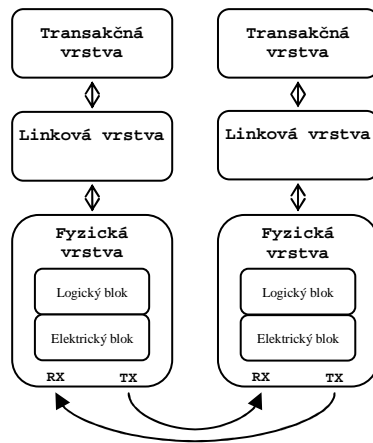 Transakčná
vrstva
Transakčná
vrstva
Linková vrstva
Linková vrstva
Fyzická
vrstva
Logický blok
Elektrický blok
RX TX
Fyzická
vrstva
Logický blok
Elektrický blok
RX TX